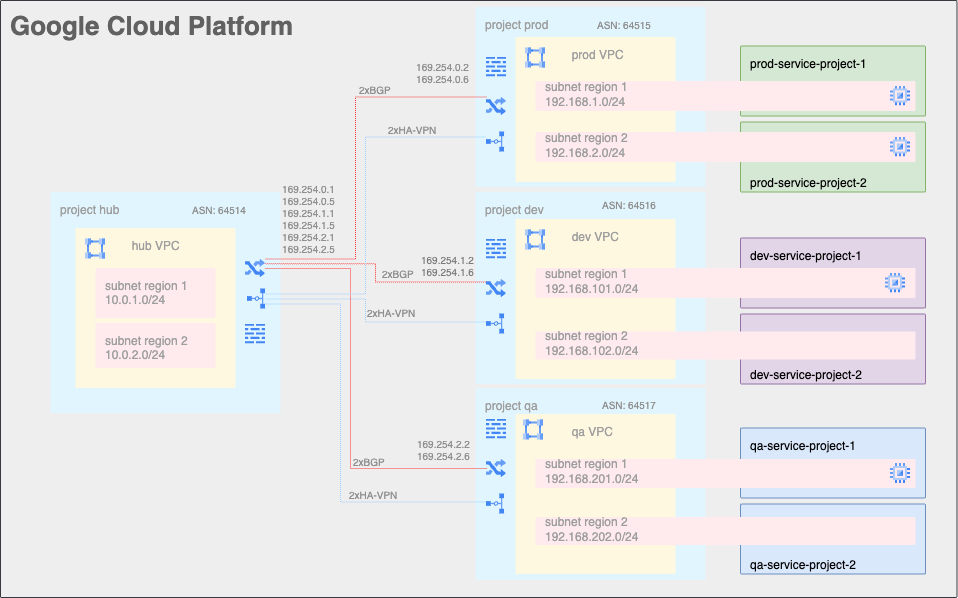 Google Cloud Platform
project prod
ASN: 64515
prod VPC
169.254.0.2
169.254.0.6
2xBGP
subnet region 1
192.168.1.0/24
2xHA-VPN
subnet region 2
192.168.2.0/24
prod-service-project-1
prod-service-project-2
project hub
ASN: 64514
hub VPC
subnet region 1
10.0.1.0/24
subnet region 2
10.0.2.0/24
169.254.0.1
169.254.0.5
169.254.1.1
169.254.1.5
169.254.2.1
169.254.2.5
project dev
ASN: 64516
dev VPC
169.254.1.2
169.254.1.6
2xBGP
subnet region 1
192.168.101.0/24
2xHA-VPN
subnet region 2
192.168.102.0/24
dev-service-project-1
dev-service-project-2
project qa
ASN: 64517
qa VPC
169.254.2.2
169.254.2.6
2xBGP
subnet region 1
192.168.201.0/24
2xHA-VPN
subnet region 2
192.168.202.0/24
qa-service-project-1
qa-service-project-2